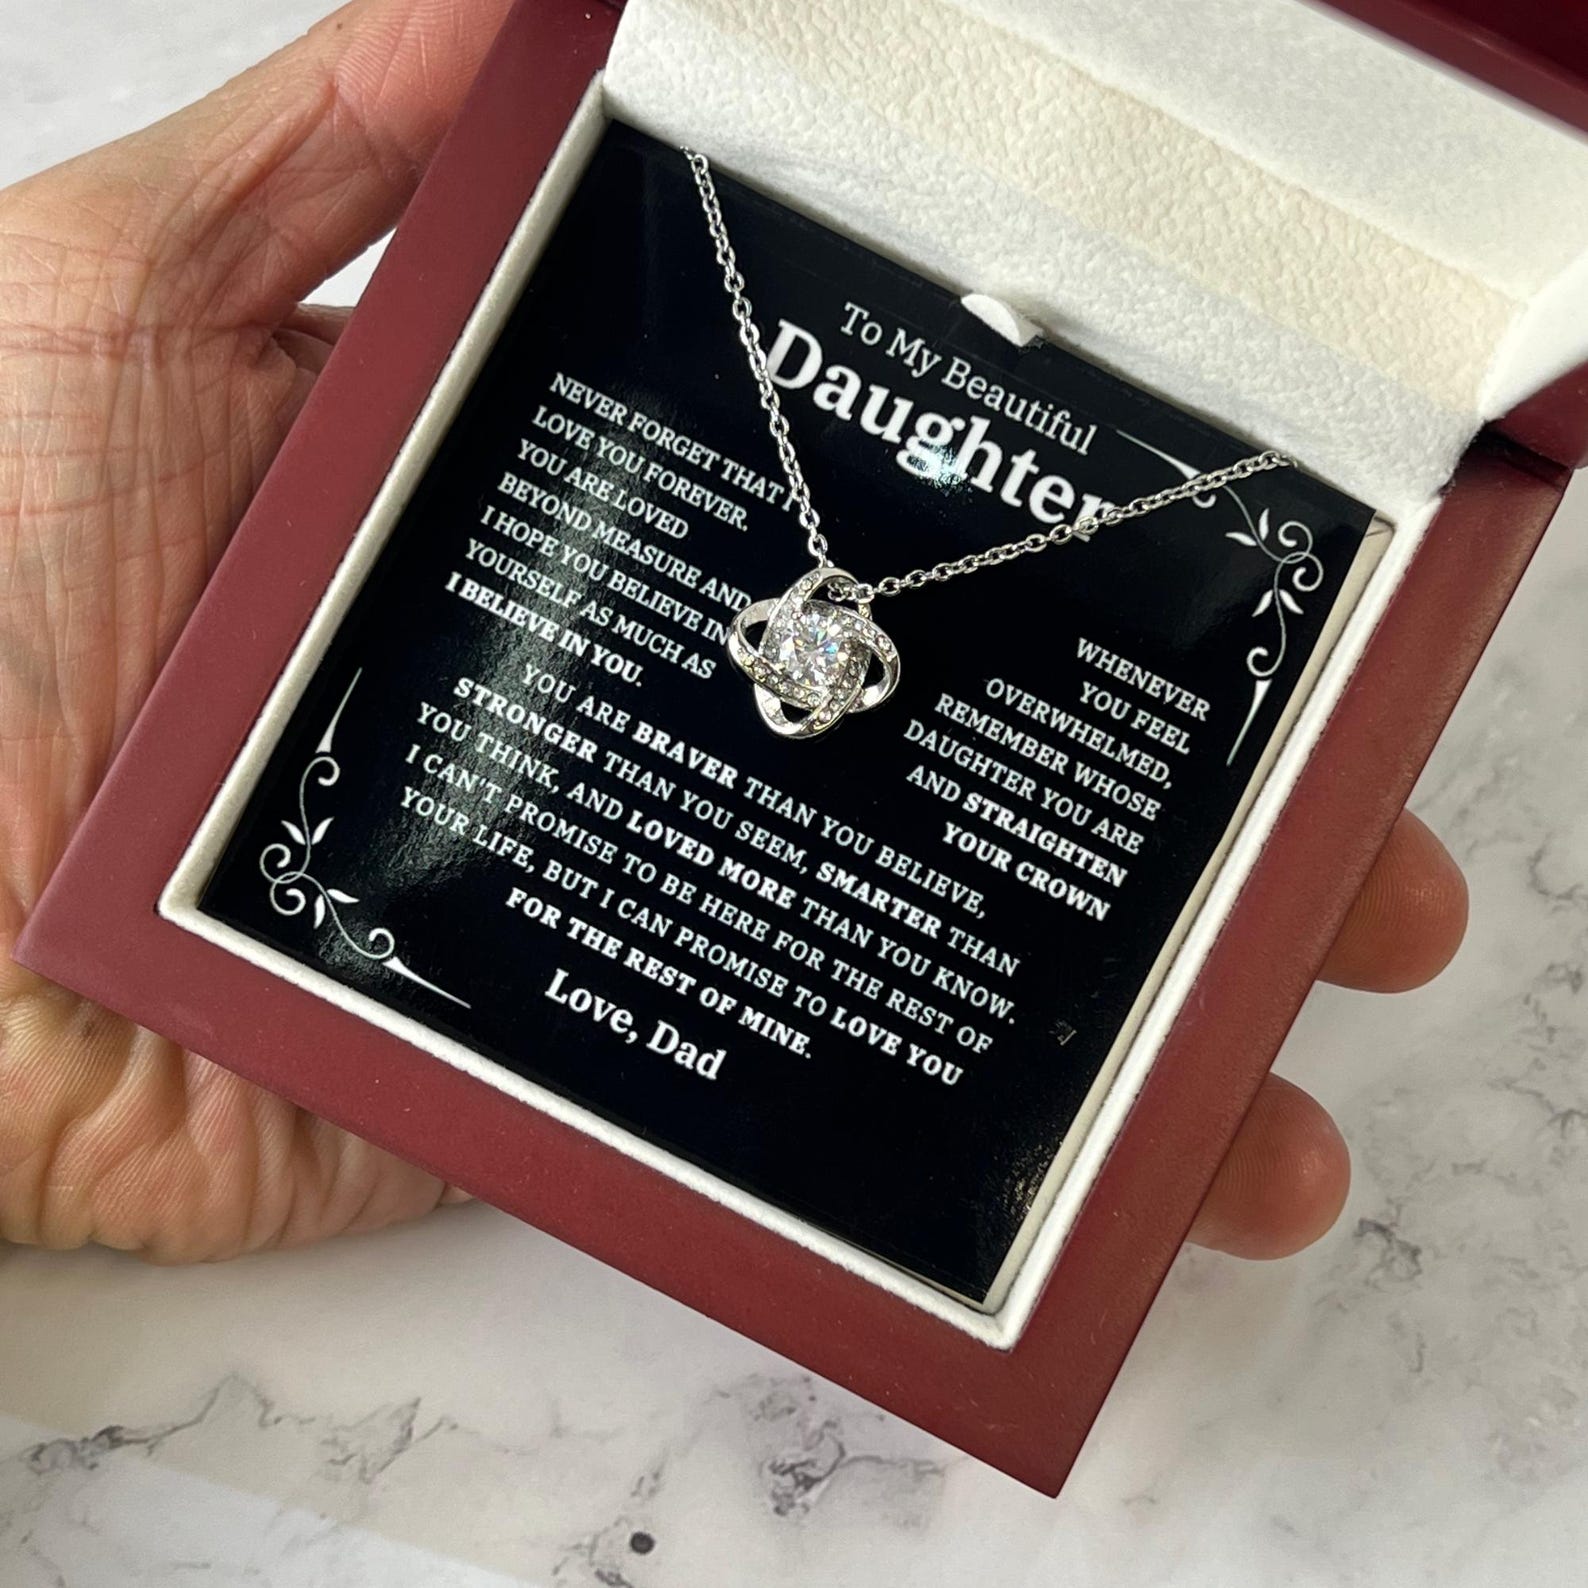 To My Beautiful
Daughter
NEVER FORGET THAT I
LOVE YOU FOREVER.
YOU ARE LOVED
BEYOND MEASURE AND
I HOPE YOU BELIEVE IN
YOURSELF AS MUCH AS
I BELIEVE IN YOU.
WHENEVER
YOU FEEL
OVERWHELMED,
REMEMBER WHOSE
DAUGHTER YOU ARE
AND STRAIGHTEN
YOUR CROWN
YOU ARE BRAVER THAN YOU BELIEVE,
STRONGER THAN YOU SEEM, SMARTER THAN
YOU THINK, AND LOVED MORE THAN YOU KNOW.
I CAN'T PROMISE TO BE HERE FOR THE REST OF
YOUR LIFE, BUT I CAN PROMISE TO LOVE YOU
FOR THE REST OF MINE.
Love, Dad